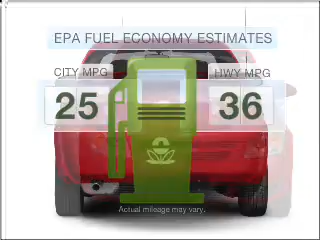 EPA FUEL ECONOMY ESTIMATES
CITY MPG
HWY MPG
25
36
Actual mileage may vary.